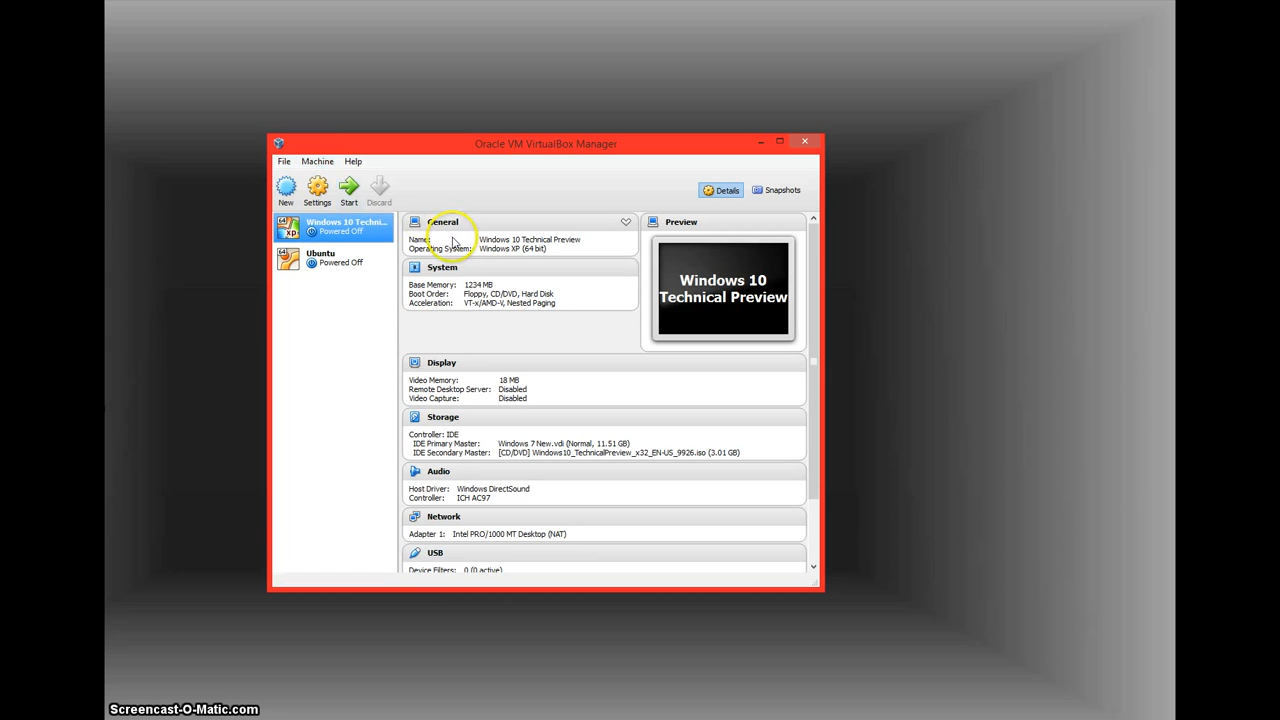 Oracle VM VirtualBox Manager
File Machine Help
New Settings Start Discard
Details Snapshots
64 XP Windows 10 Techni...
Powered Off
64 Ubuntu
Powered Off
General
Name: Windows 10 Technical Preview
Operating System: Windows XP (64 bit)
System
Base Memory: 1234 MB
Boot Order: Floppy, CD/DVD, Hard Disk
Acceleration: VT-x/AMD-V, Nested Paging
Preview
Windows 10
Technical Preview
Display
Video Memory: 18 MB
Remote Desktop Server: Disabled
Video Capture: Disabled
Storage
Controller: IDE
IDE Primary Master: Windows 7 New.vdi (Normal, 11.51 GB)
IDE Secondary Master: [CD/DVD] Windows10_TechnicalPreview_x32_EN-US_9926.iso (3.01 GB)
Audio
Host Driver: Windows DirectSound
Controller: ICH AC97
Network
Adapter 1: Intel PRO/1000 MT Desktop (NAT)
USB
Device Filters: 0 (0 active)
Screencast-O-Matic.com